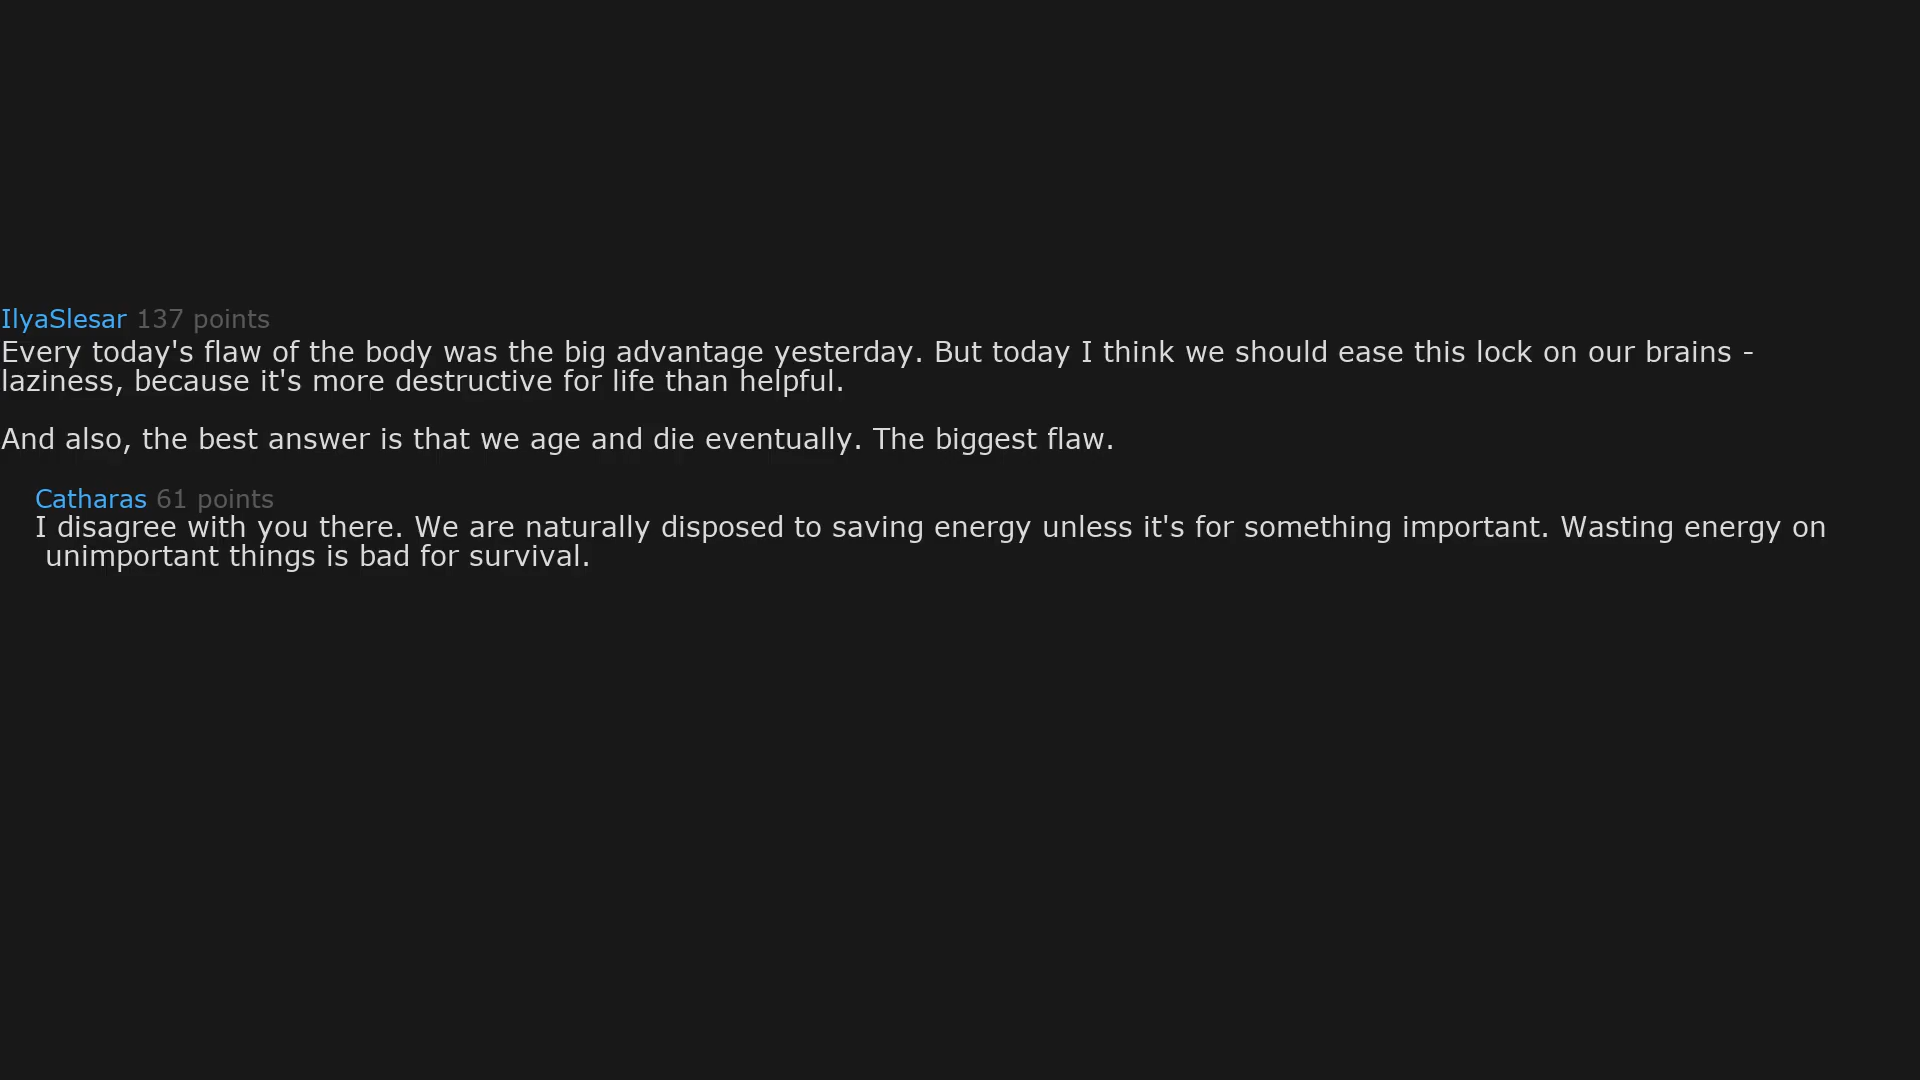 IlyaSlesar 137 points
Every today's flaw of the body was the big advantage yesterday. But today I think we should ease this lock on our brains -
laziness, because it's more destructive for life than helpful.
And also, the best answer is that we age and die eventually. The biggest flaw.
Catharas 61 points
I disagree with you there. We are naturally disposed to saving energy unless it's for something important. Wasting energy on
unimportant things is bad for survival.